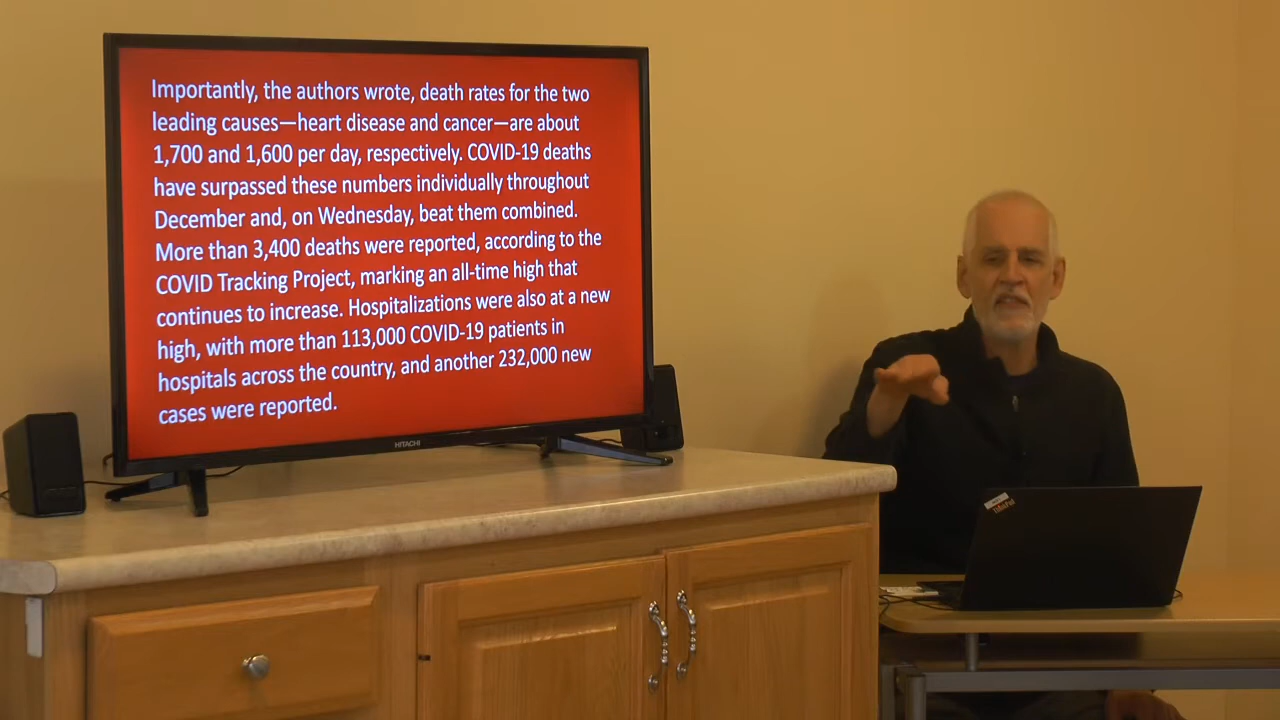 Importantly, the authors wrote, death rates for the two
leading causes—heart disease and cancer—are about
1,700 and 1,600 per day, respectively. COVID-19 deaths
have surpassed these numbers individually throughout
December and, on Wednesday, beat them combined.
More than 3,400 deaths were reported, according to the
COVID Tracking Project, marking an all-time high that
continues to increase. Hospitalizations were also at a new
high, with more than 113,000 COVID-19 patients in
hospitals across the country, and another 232,000 new
cases were reported.
HITACHI
ThinkPad